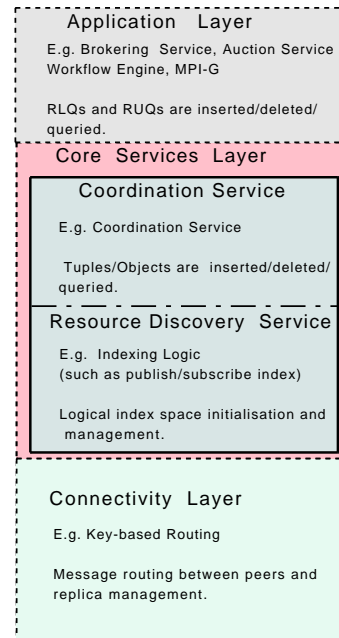 Application Layer
E.g. Brokering Service, Auction Service
Workflow Engine, MPI-G
RLQs and RUQs are inserted/deleted/
queried.
Core Services Layer
Coordination Service
E.g. Coordination Service
Tuples/Objects are inserted/deleted/
queried.
Resource Discovery Service
E.g. Indexing Logic
(such as publish/subscribe index)
Logical index space initialisation and
management.
Connectivity Layer
E.g. Key-based Routing
Message routing between peers and
replica management.